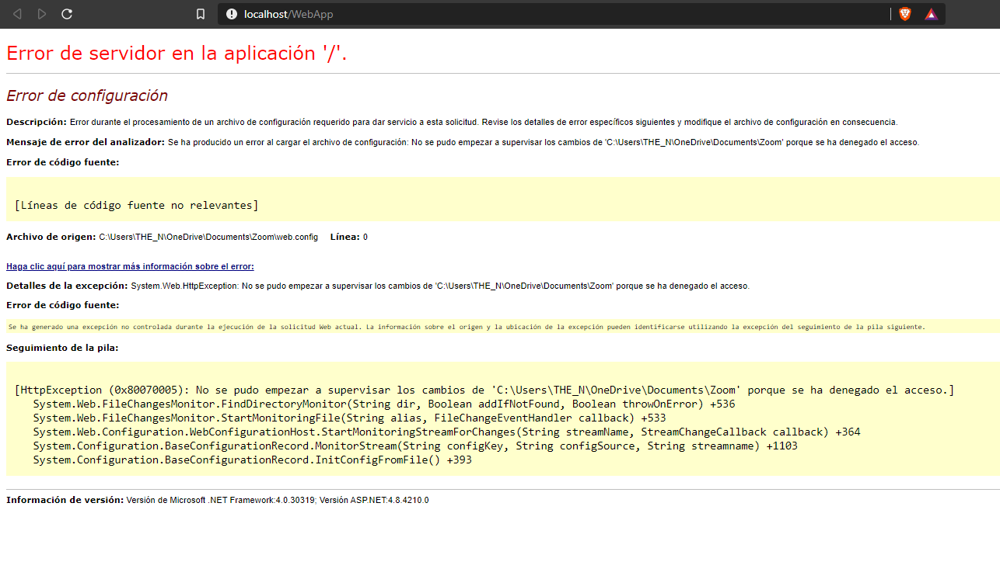 localhost/WebApp
Error de servidor en la aplicación '/'.
Error de configuración
Descripción: Error durante el procesamiento de un archivo de configuración requerido para dar servicio a esta solicitud. Revise los detalles de error específicos siguientes y modifique el archivo de configuración en consecuencia.
Mensaje de error del analizador: Se ha producido un error al cargar el archivo de configuración: No se pudo empezar a supervisar los cambios de 'C:\Users\THE_N\OneDrive\Documents\Zoom' porque se ha denegado el acceso.
Error de código fuente:
[Líneas de código fuente no relevantes]
Archivo de origen: C:\Users\THE_N\OneDrive\Documents\Zoom\web.config Línea: 0
Haga clic aquí para mostrar más información sobre el error:
Detalles de la excepción: System.Web.HttpException: No se pudo empezar a supervisar los cambios de 'C:\Users\THE_N\OneDrive\Documents\Zoom' porque se ha denegado el acceso.
Error de código fuente:
Se ha generado una excepción no controlada durante la ejecución de la solicitud Web actual. La información sobre el origen y la ubicación de la excepción pueden identificarse utilizando la excepción del seguimiento de la pila siguiente.
Seguimiento de la pila:
[HttpException (0x80070005): No se pudo empezar a supervisar los cambios de 'C:\Users\THE_N\OneDrive\Documents\Zoom' porque se ha denegado el acceso.]
System.Web.FileChangesMonitor.FindDirectoryMonitor(String dir, Boolean addIfNotFound, Boolean throwOnError) +536
System.Web.FileChangesMonitor.StartMonitoringFile(String alias, FileChangeEventHandler callback) +533
System.Web.Configuration.WebConfigurationHost.StartMonitoringStreamForChanges(String streamName, StreamChangeCallback callback) +364
System.Configuration.BaseConfigurationRecord.MonitorStream(String configKey, String configSource, String streamname) +1103
System.Configuration.BaseConfigurationRecord.InitConfigFromFile() +393
Información de versión: Versión de Microsoft .NET Framework:4.0.30319; Versión ASP.NET:4.8.4210.0